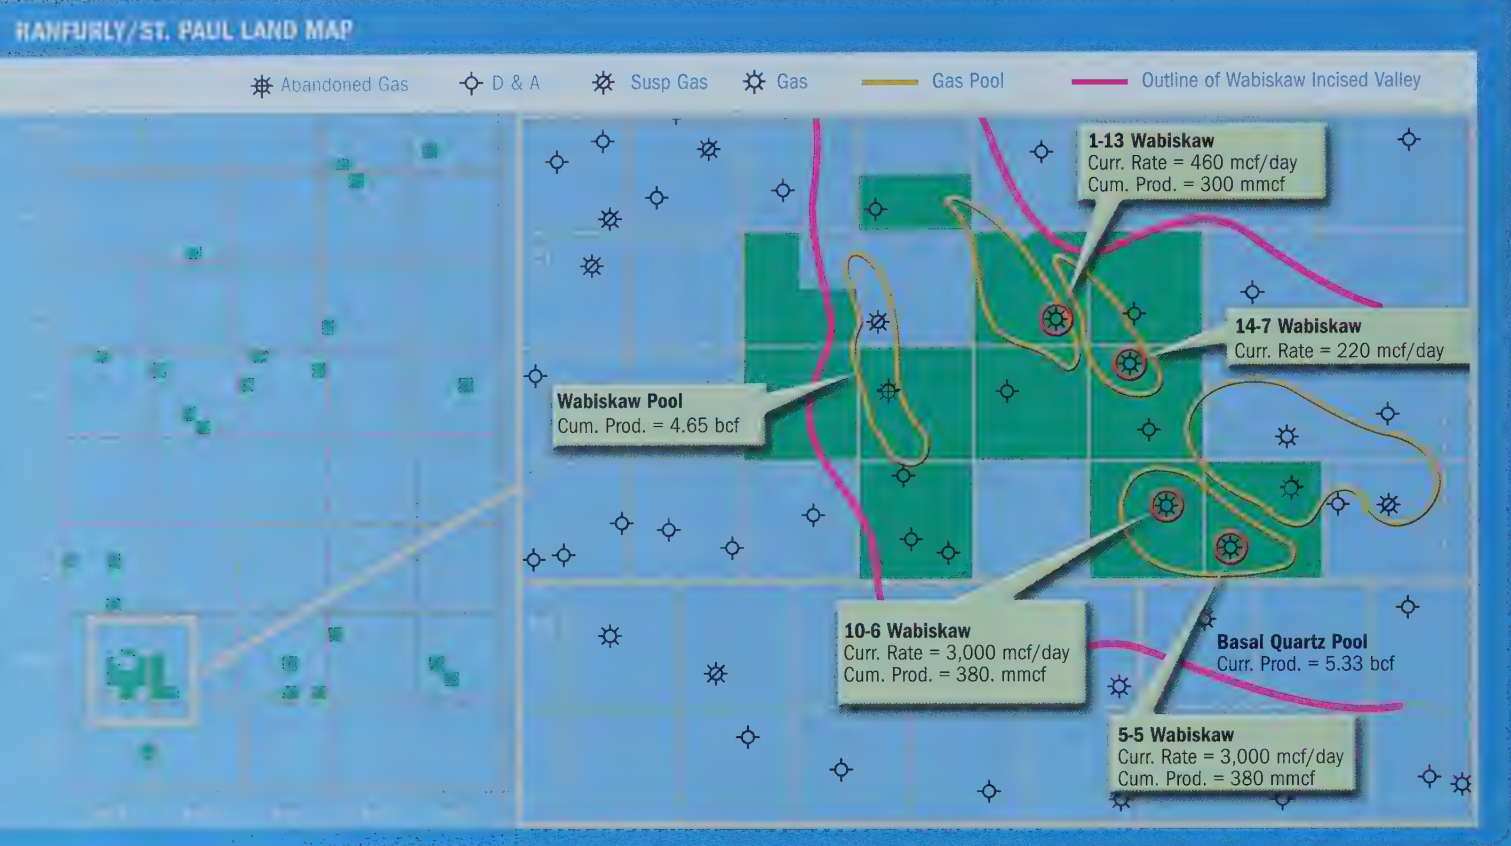 RANFURLY/ST. PAUL LAND MAP
Abandoned Gas
D & A
Susp Gas
Gas
Gas Pool
Outline of Wabiskaw Incised Valley
1-13 Wabiskaw
Curr. Rate = 460 mcf/day
Cum. Prod. = 300 mmcf
14-7 Wabiskaw
Curr. Rate = 220 mcf/day
Wabiskaw Pool
Cum. Prod. = 4.65 bcf
10-6 Wabiskaw
Curr. Rate = 3,000 mcf/day
Cum. Prod. = 380. mmcf
Basal Quartz Pool
Curr. Prod. = 5.33 bcf
5-5 Wabiskaw
Curr. Rate = 3,000 mcf/day
Cum. Prod. = 380 mmcf